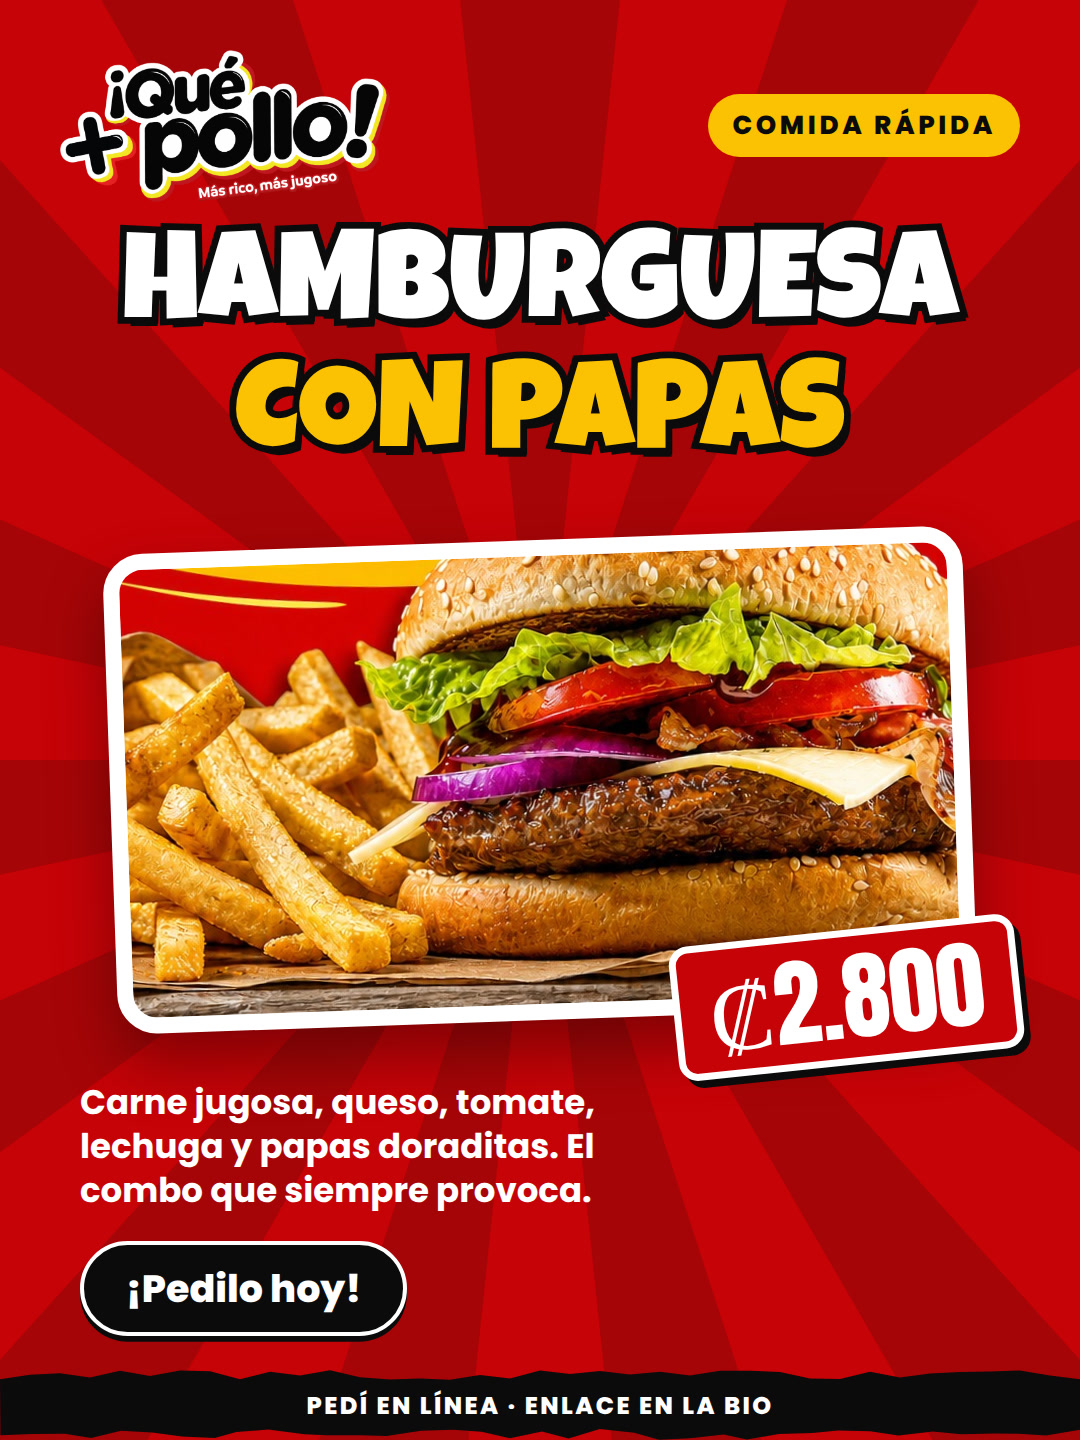 ¡Qué
+ pollo!
Más rico, más jugoso
COMIDA RÁPIDA
HAMBURGUESA
CON PAPAS
₡2.800
Carne jugosa, queso, tomate,
lechuga y papas doraditas. El
combo que siempre provoca.
¡Pedilo hoy!
PEDÍ EN LÍNEA · ENLACE EN LA BIO